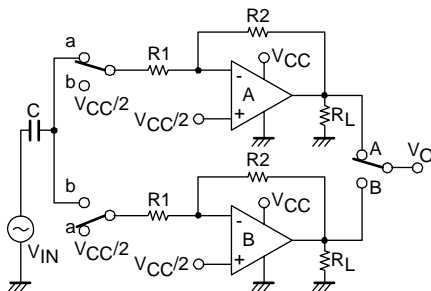 a
R1
R2
VCC
b
VCC/2
C
-
A
+
VCC/2
RL
A
VO
B
b
R1
R2
VCC
a
VCC/2
-
B
+
VCC/2
RL
VIN